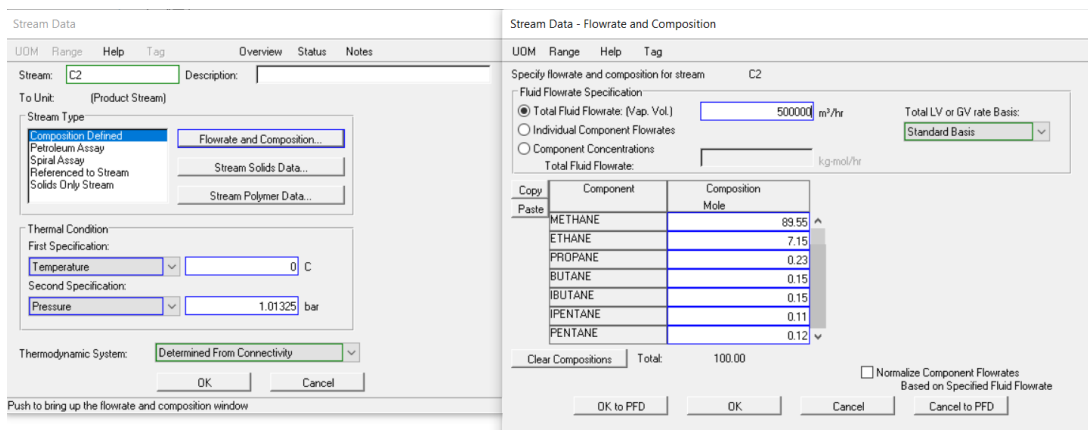 Stream Data
UOM Range Help Tag Overview Status Notes
Stream: C2 Description:
To Unit: (Product Stream)
Stream Type
Composition Defined
Petroleum Assay
Spiral Assay
Referenced to Stream
Solids Only Stream
Flowrate and Composition...
Stream Solids Data...
Stream Polymer Data...
Thermal Condition
First Specification:
Temperature 0 C
Second Specification:
Pressure 1.01325 bar
Thermodynamic System: Determined From Connectivity
OK Cancel
Push to bring up the flowrate and composition window
Stream Data - Flowrate and Composition
UOM Range Help Tag
Specify flowrate and composition for stream C2
Fluid Flowrate Specification
Total Fluid Flowrate: (Vap. Vol.) 500000 m³/hr
Individual Component Flowrates
Component Concentrations
Total Fluid Flowrate: kg-mol/hr
Total LV or GV rate Basis:
Standard Basis
Copy
Paste
Component Composition
Mole
METHANE 89.55
ETHANE 7.15
PROPANE 0.23
BUTANE 0.15
IBUTANE 0.15
IPENTANE 0.11
PENTANE 0.12
Clear Compositions Total: 100.00
Normalize Component Flowrates
Based on Specified Fluid Flowrate
OK to PFD OK Cancel Cancel to PFD